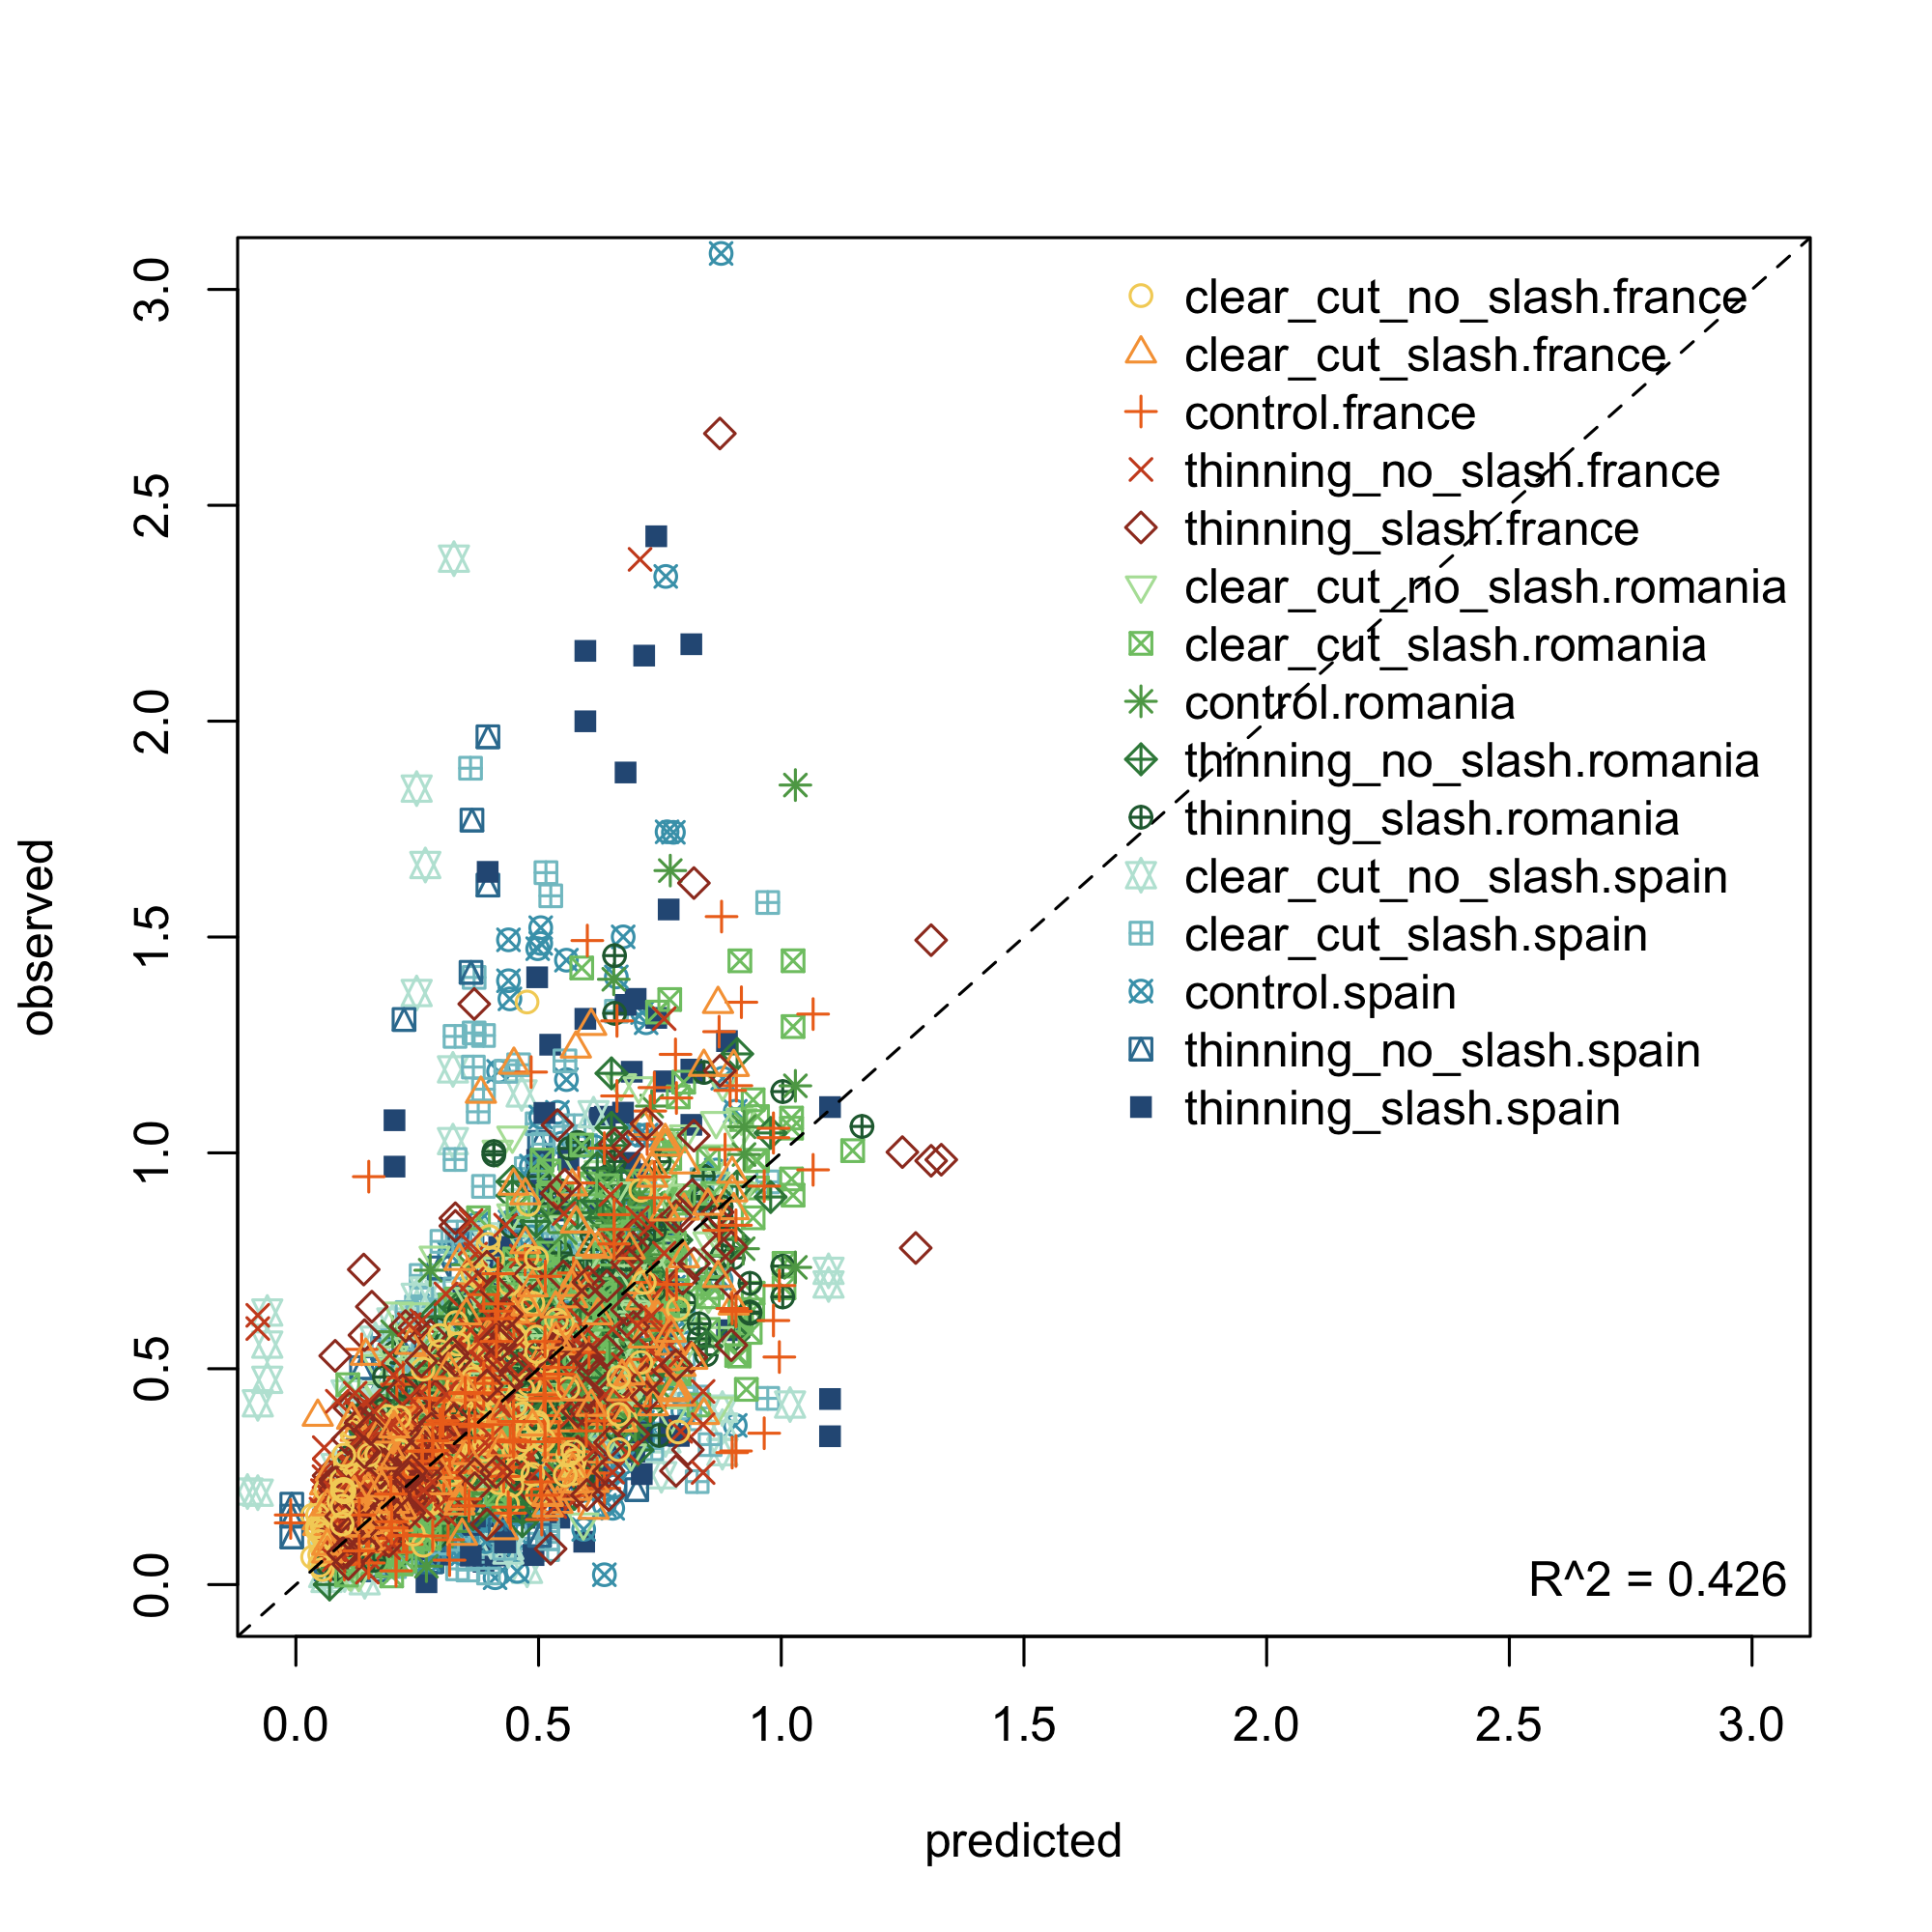 3.0
2.5
2.0
1.5
1.0
0.5
0.0
observed
clear_cut_no_slash.france
clear_cut_slash.france
control.france
thinning_no_slash.france
thinning_slash.france
clear_cut_no_slash.romania
clear_cut_slash.romania
control.romania
thinning_no_slash.romania
thinning_slash.romania
clear_cut_no_slash.spain
clear_cut_slash.spain
control.spain
thinning_no_slash.spain
thinning_slash.spain
R^2 = 0.426
0.0 0.5 1.0 1.5 2.0 2.5 3.0
predicted